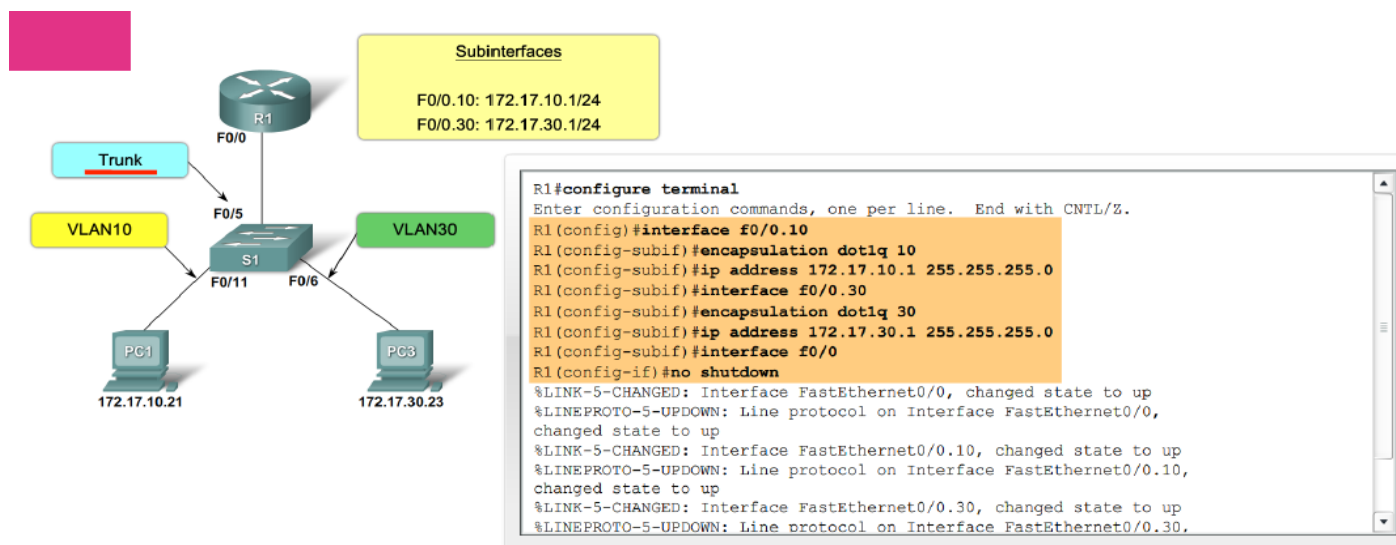 Subinterfaces
F0/0.10: 172.17.10.1/24
F0/0.30: 172.17.30.1/24
R1
F0/0
Trunk
F0/5
VLAN10
VLAN30
S1
F0/11
F0/6
PC1
PC3
172.17.10.21
172.17.30.23
R1#configure terminal
Enter configuration commands, one per line. End with CNTL/Z.
R1(config)#interface f0/0.10
R1(config-subif)#encapsulation dot1q 10
R1(config-subif)#ip address 172.17.10.1 255.255.255.0
R1(config-subif)#interface f0/0.30
R1(config-subif)#encapsulation dot1q 30
R1(config-subif)#ip address 172.17.30.1 255.255.255.0
R1(config-subif)#interface f0/0
R1(config-if)#no shutdown
%LINK-5-CHANGED: Interface FastEthernet0/0, changed state to up
%LINEPROTO-5-UPDOWN: Line protocol on Interface FastEthernet0/0,
changed state to up
%LINK-5-CHANGED: Interface FastEthernet0/0.10, changed state to up
%LINEPROTO-5-UPDOWN: Line protocol on Interface FastEthernet0/0.10,
changed state to up
%LINK-5-CHANGED: Interface FastEthernet0/0.30, changed state to up
%LINEPROTO-5-UPDOWN: Line protocol on Interface FastEthernet0/0.30,